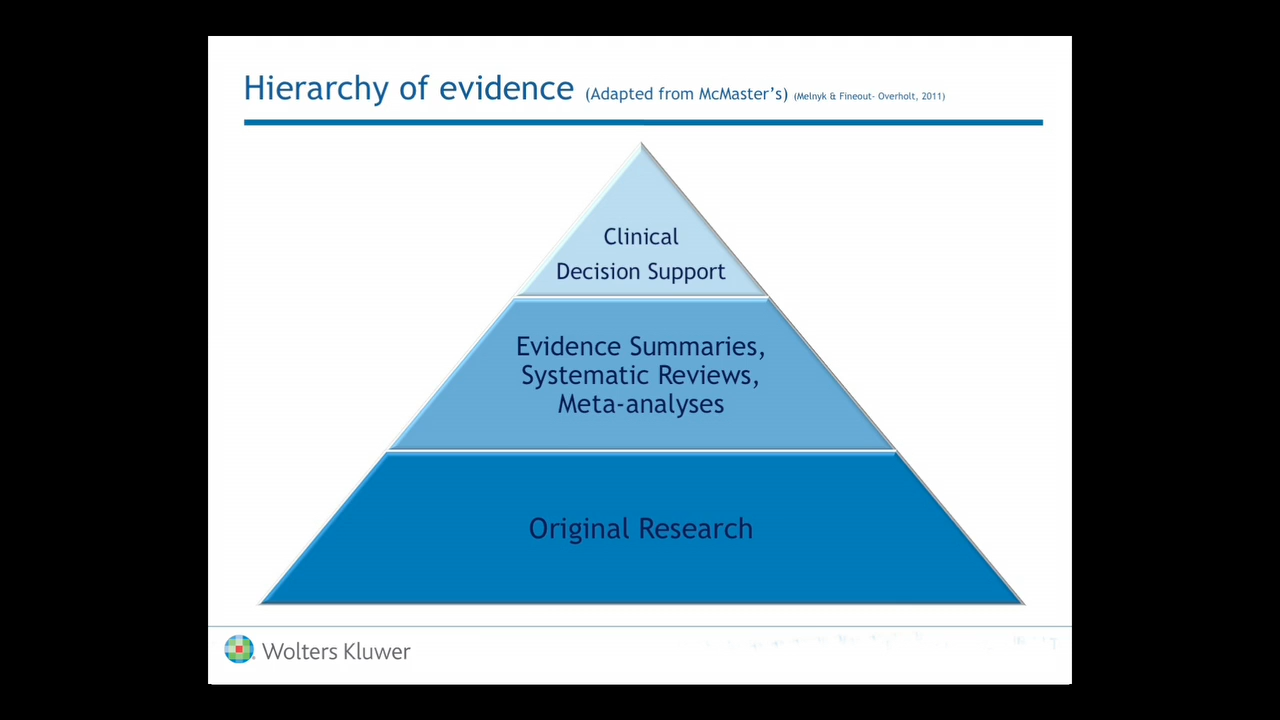 Hierarchy of evidence (Adapted from McMaster's) (Melnyk & Fineout- Overholt, 2011)
Clinical
Decision Support
Evidence Summaries,
Systematic Reviews,
Meta-analyses
Original Research
Wolters Kluwer